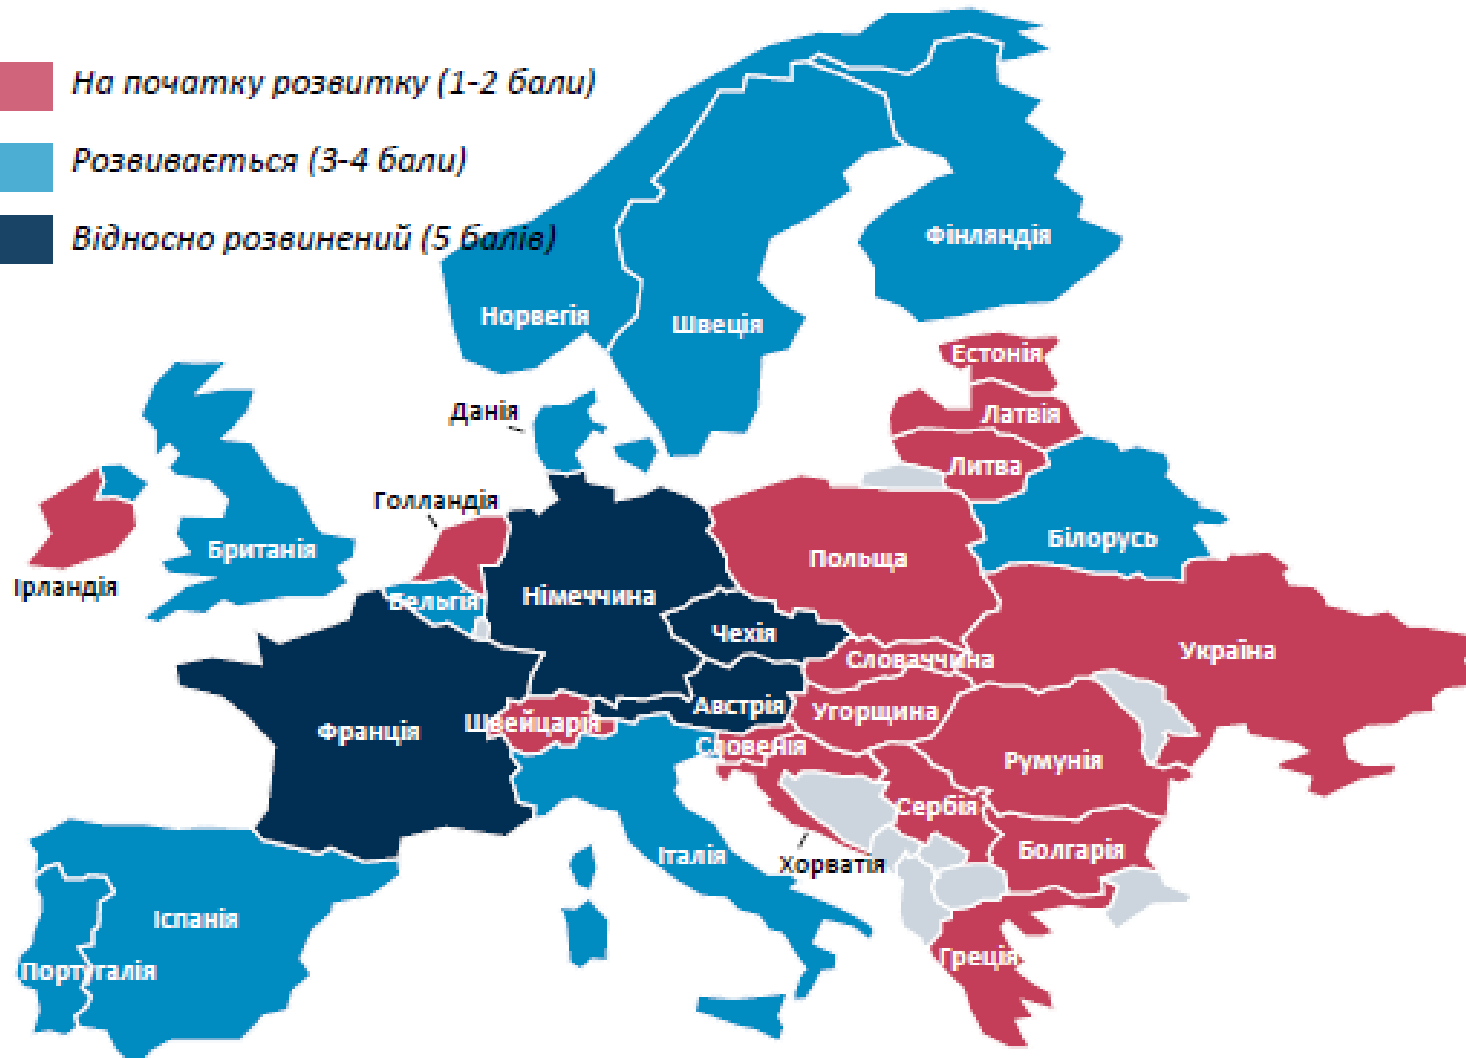 На початку розвитку (1-2 бали)
Розвивається (3-4 бали)
Відносно розвинений (5 балів)
Фінляндія
Норвегія
Швеція
Естонія
Данія
Латвія
Литва
Голландія
Білорусь
Британія
Польща
Ірландія
Бельгія
Німеччина
Чехія
Україна
Словаччина
Австрія
Угорщина
Франція
Швейцарія
Словенія
Румунія
Сербія
Італія
Хорватія
Болгарія
Іспанія
Греція
Португалія